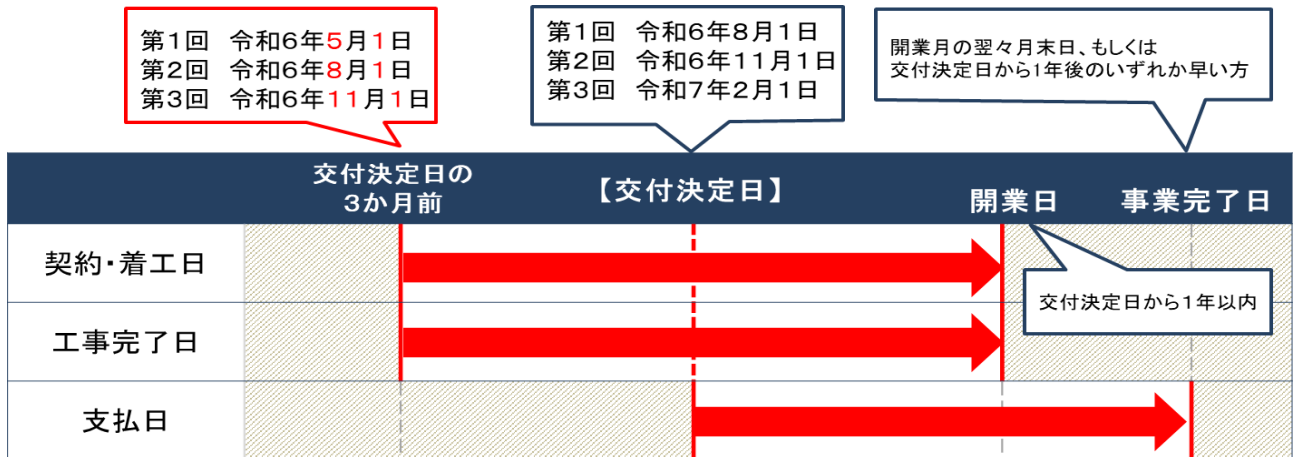 第1回 令和6年5月1日
第2回 令和6年8月1日
第3回 令和6年11月1日
第1回 令和6年8月1日
第2回 令和6年11月1日
第3回 令和7年2月1日
開業月の翌々月末日、もしくは
交付決定日から1年後のいずれか早い方
交付決定日の
3か月前
【交付決定日】
開業日
事業完了日
契約・着工日
交付決定日から1年以内
工事完了日
支払日